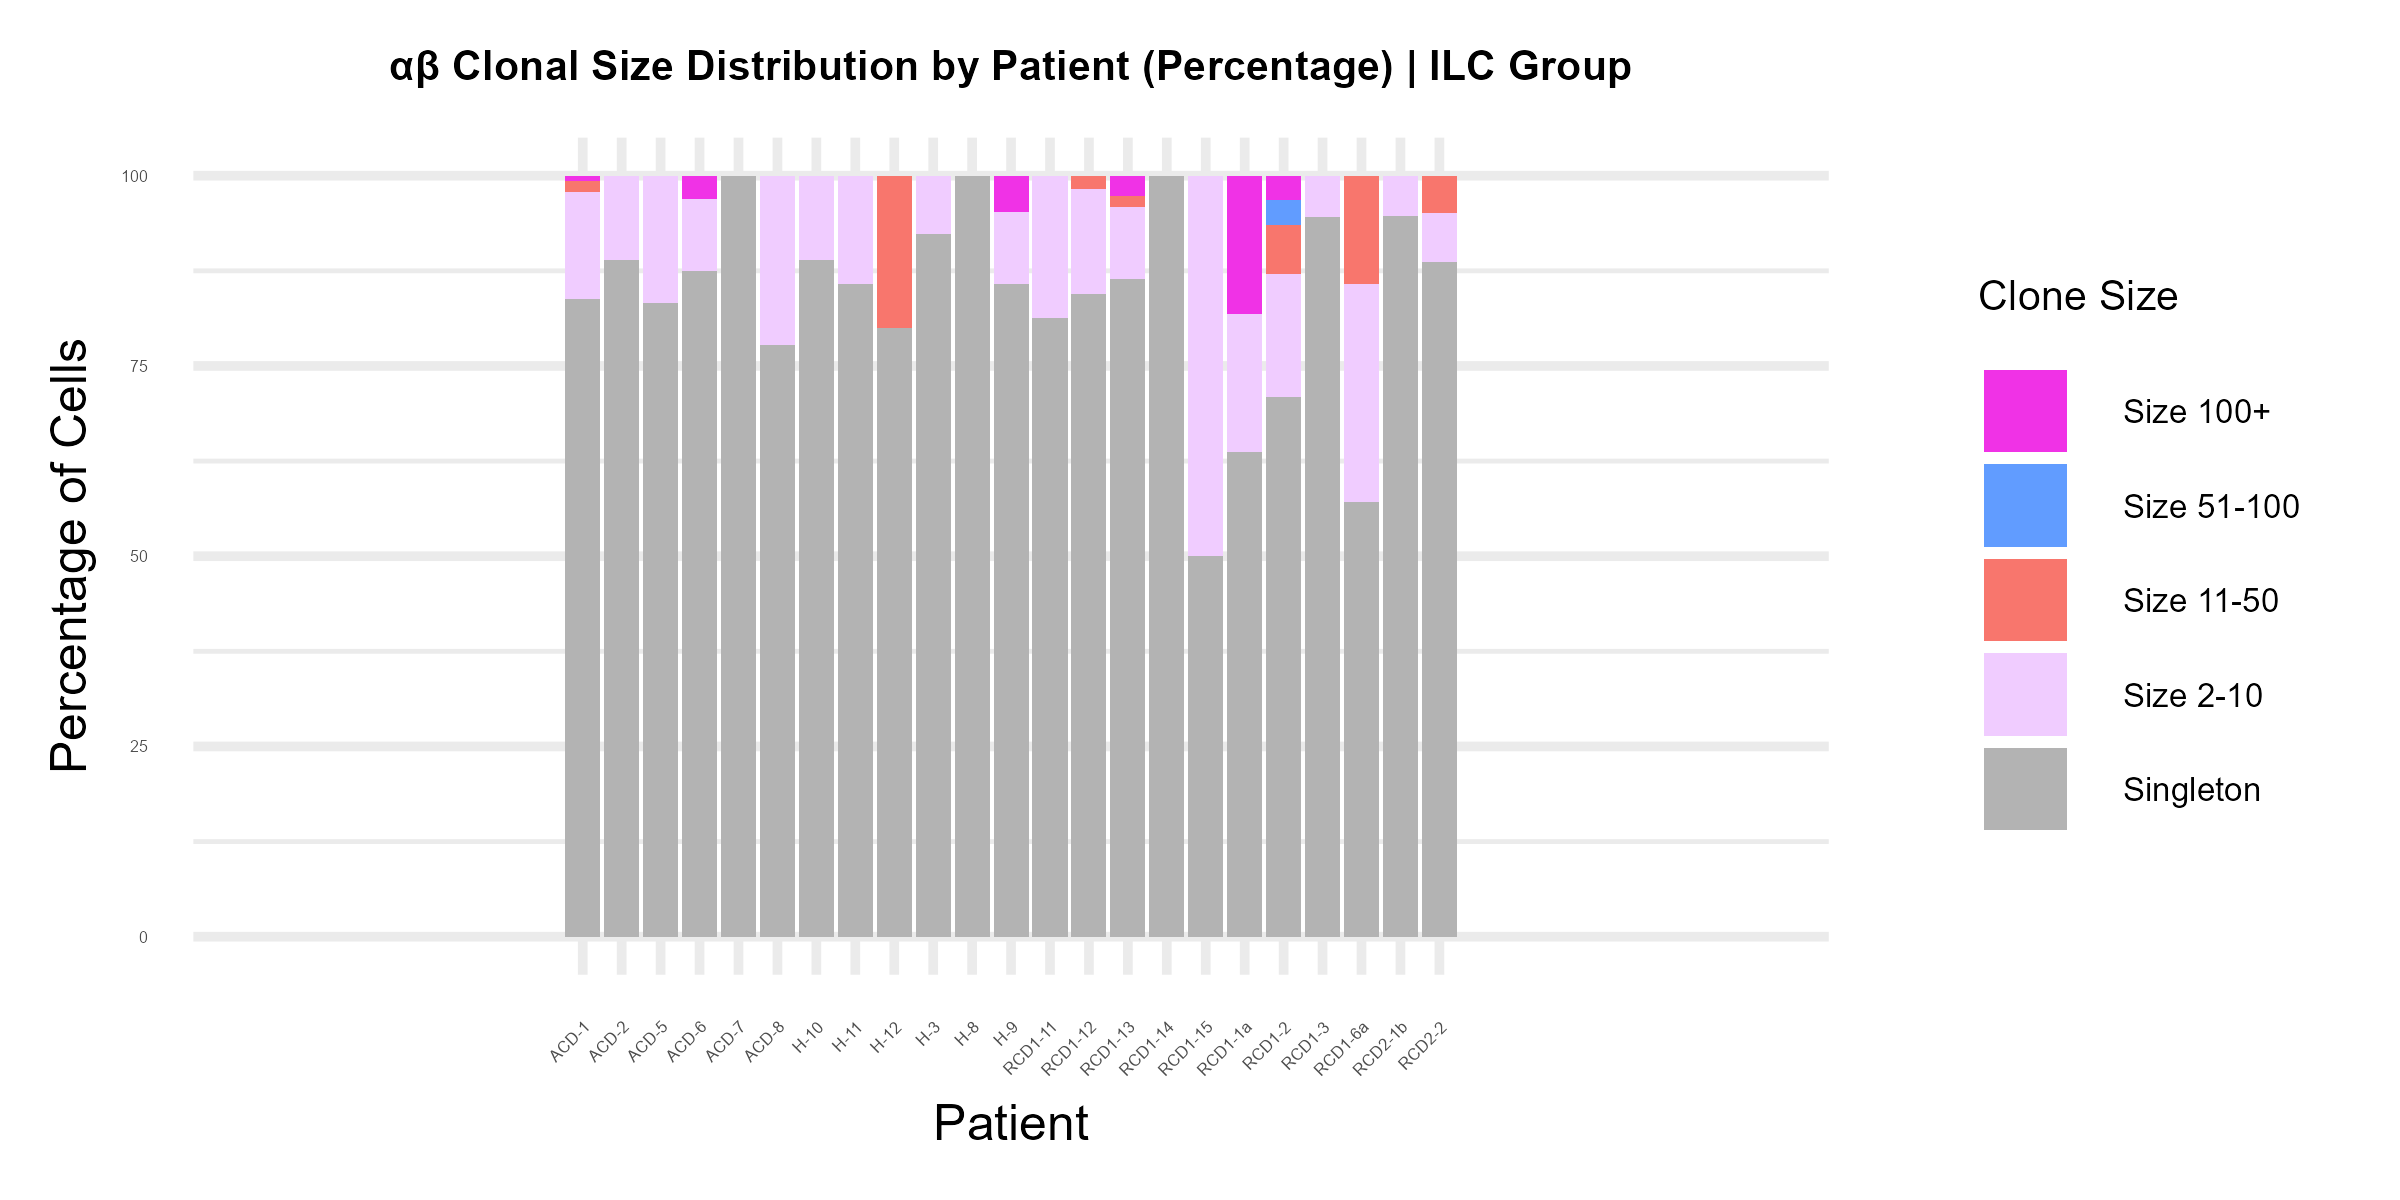 αβ Clonal Size Distribution by Patient (Percentage) | ILC Group
Percentage of Cells
100
75
50
25
0
ACD-1
ACD-2
ACD-5
ACD-6
ACD-7
ACD-8
H-10
H-11
H-12
H-3
H-8
H-9
RCD1-11
RCD1-12
RCD1-13
RCD1-14
RCD1-15
RCD1-1a
RCD1-2
RCD1-3
RCD1-6a
RCD2-1b
RCD2-2
Patient
Clone Size
Size 100+
Size 51-100
Size 11-50
Size 2-10
Singleton